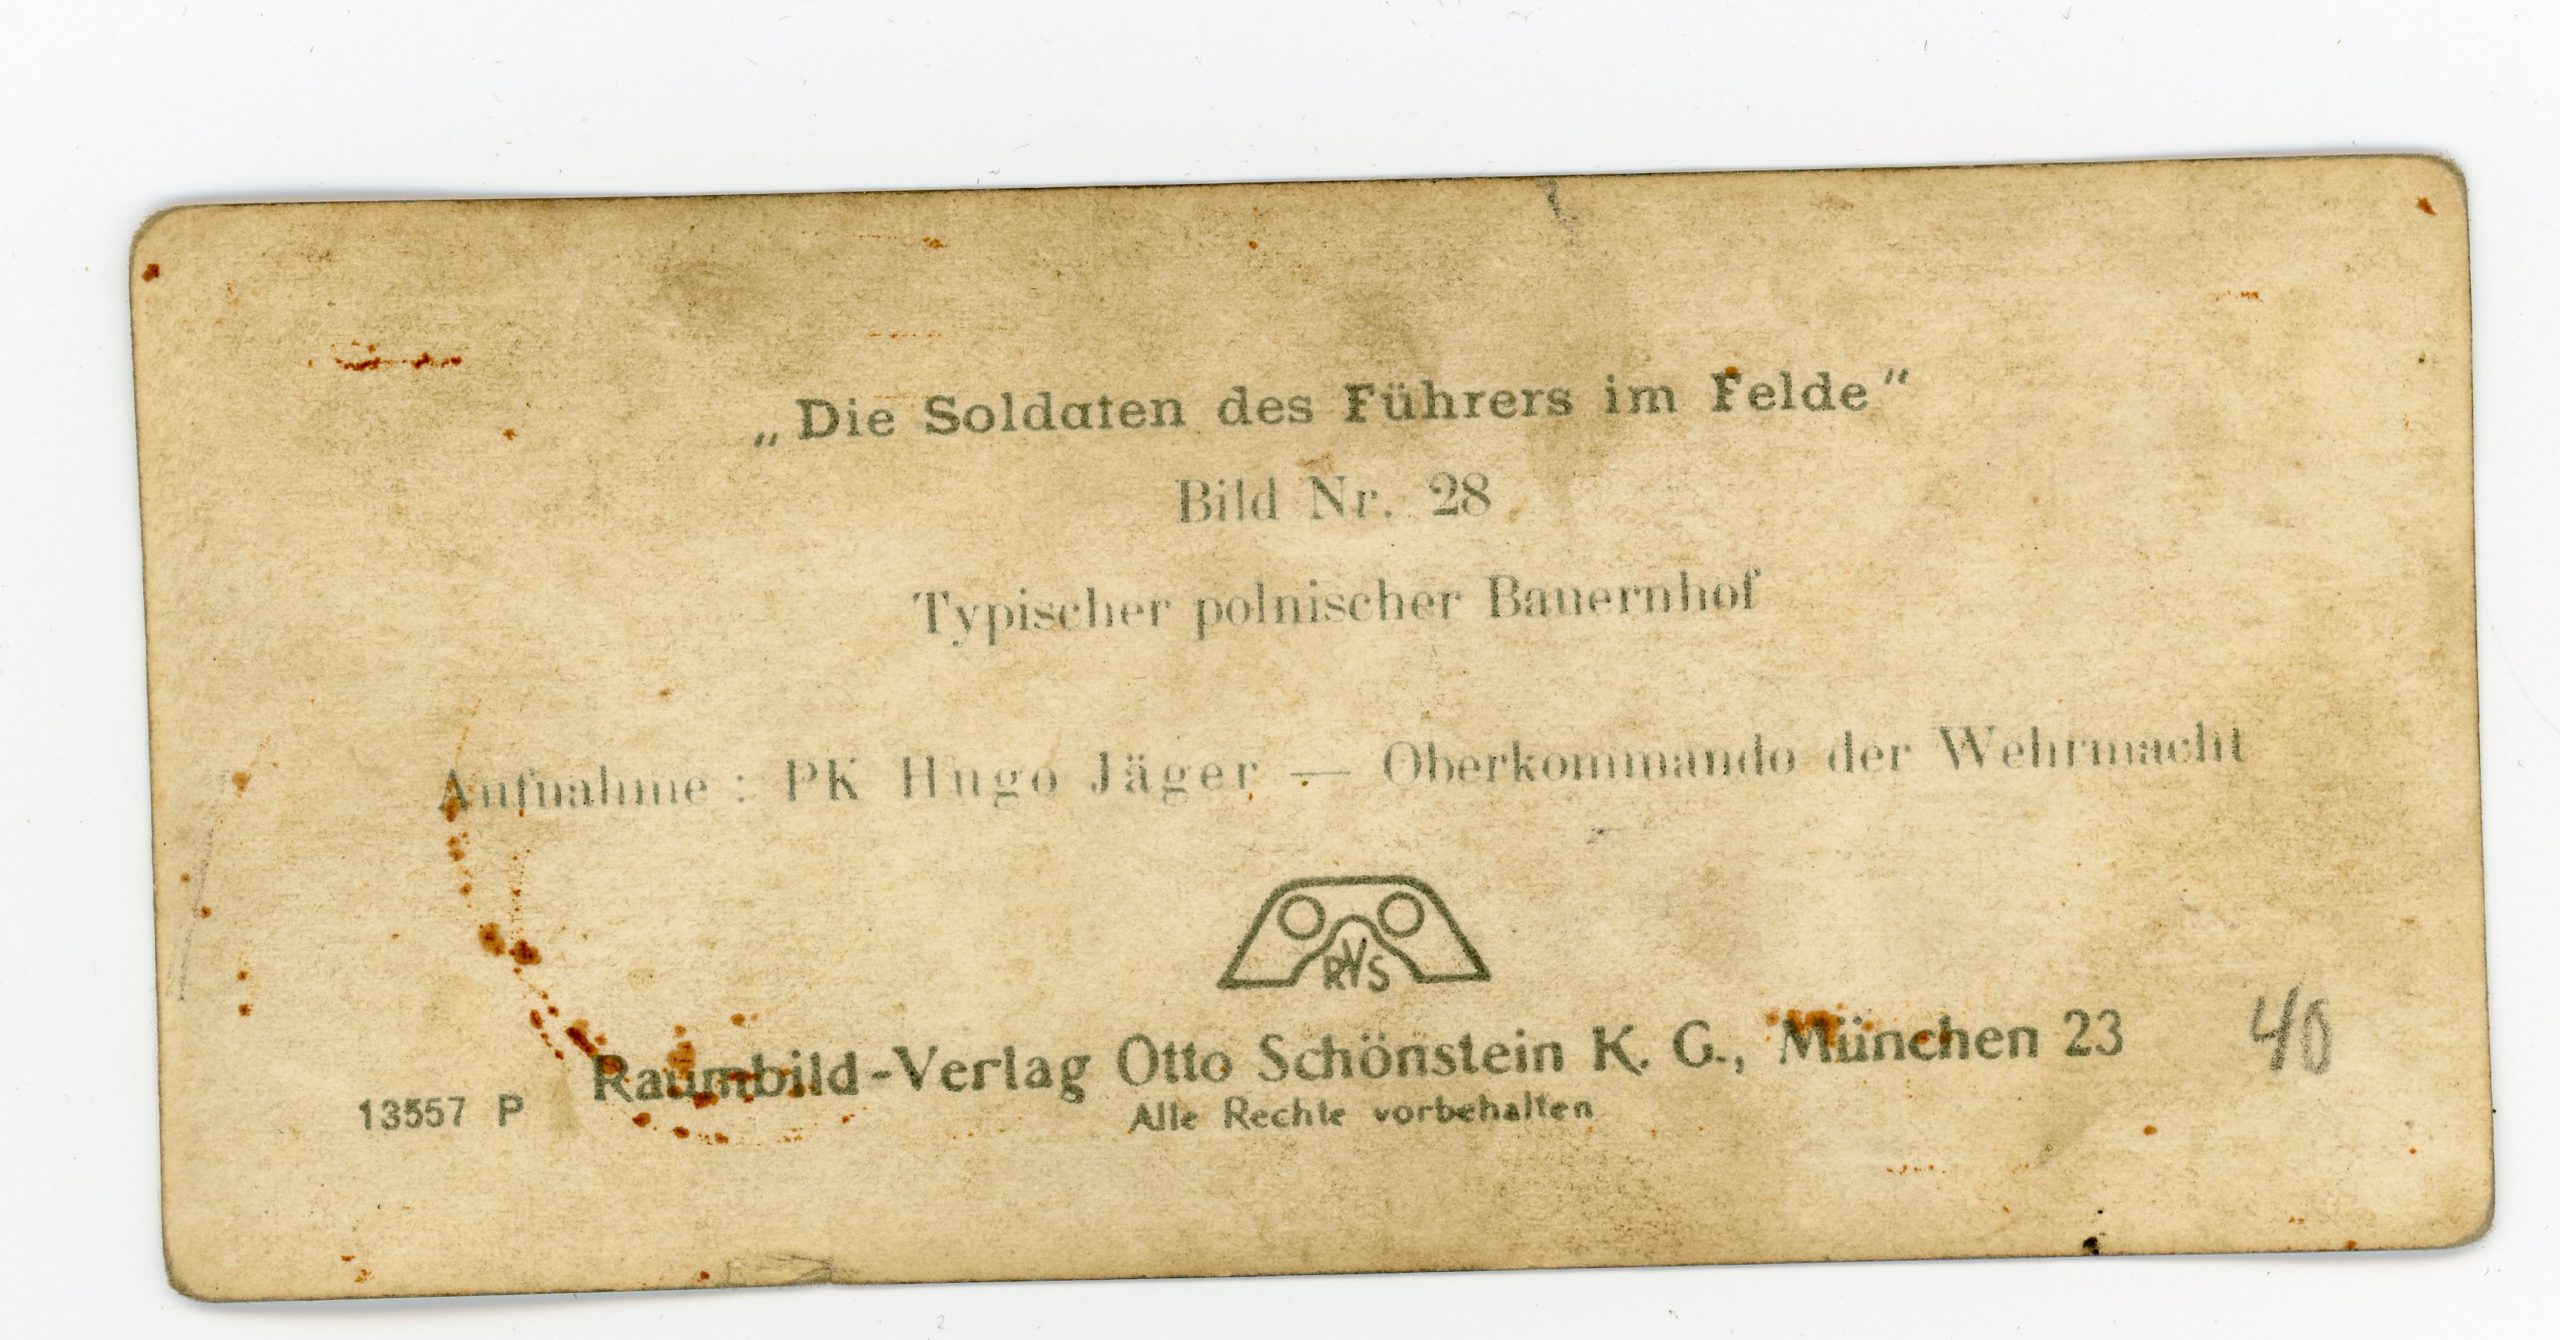 „Die Soldaten des Führers im Felde“
Bild Nr. 28
Typischer polnischer Bauernhof
Aufnahme: PK Hugo Jäger — Oberkommando der Wehrmacht
RVS
Raumbild-Verlag Otto Schönstein K. G., München 23
40
13557 P
Alle Rechte vorbehalten